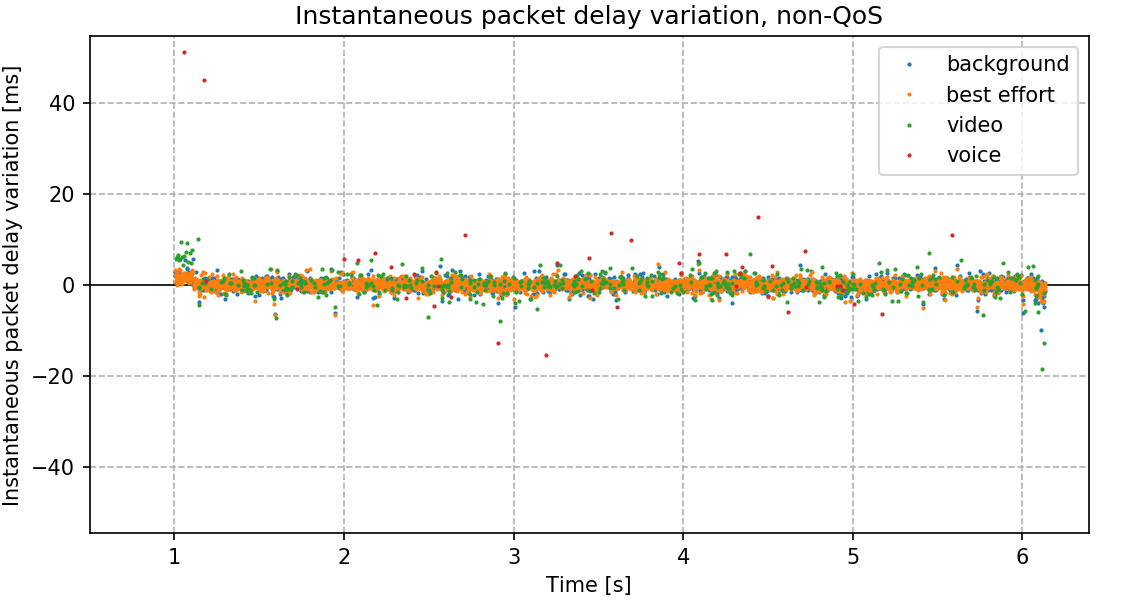 Instantaneous packet delay variation, non-QoS
Instantaneous packet delay variation [ms]
40
20
0
−20
−40
background
best effort
video
voice
1 2 3 4 5 6
Time [s]